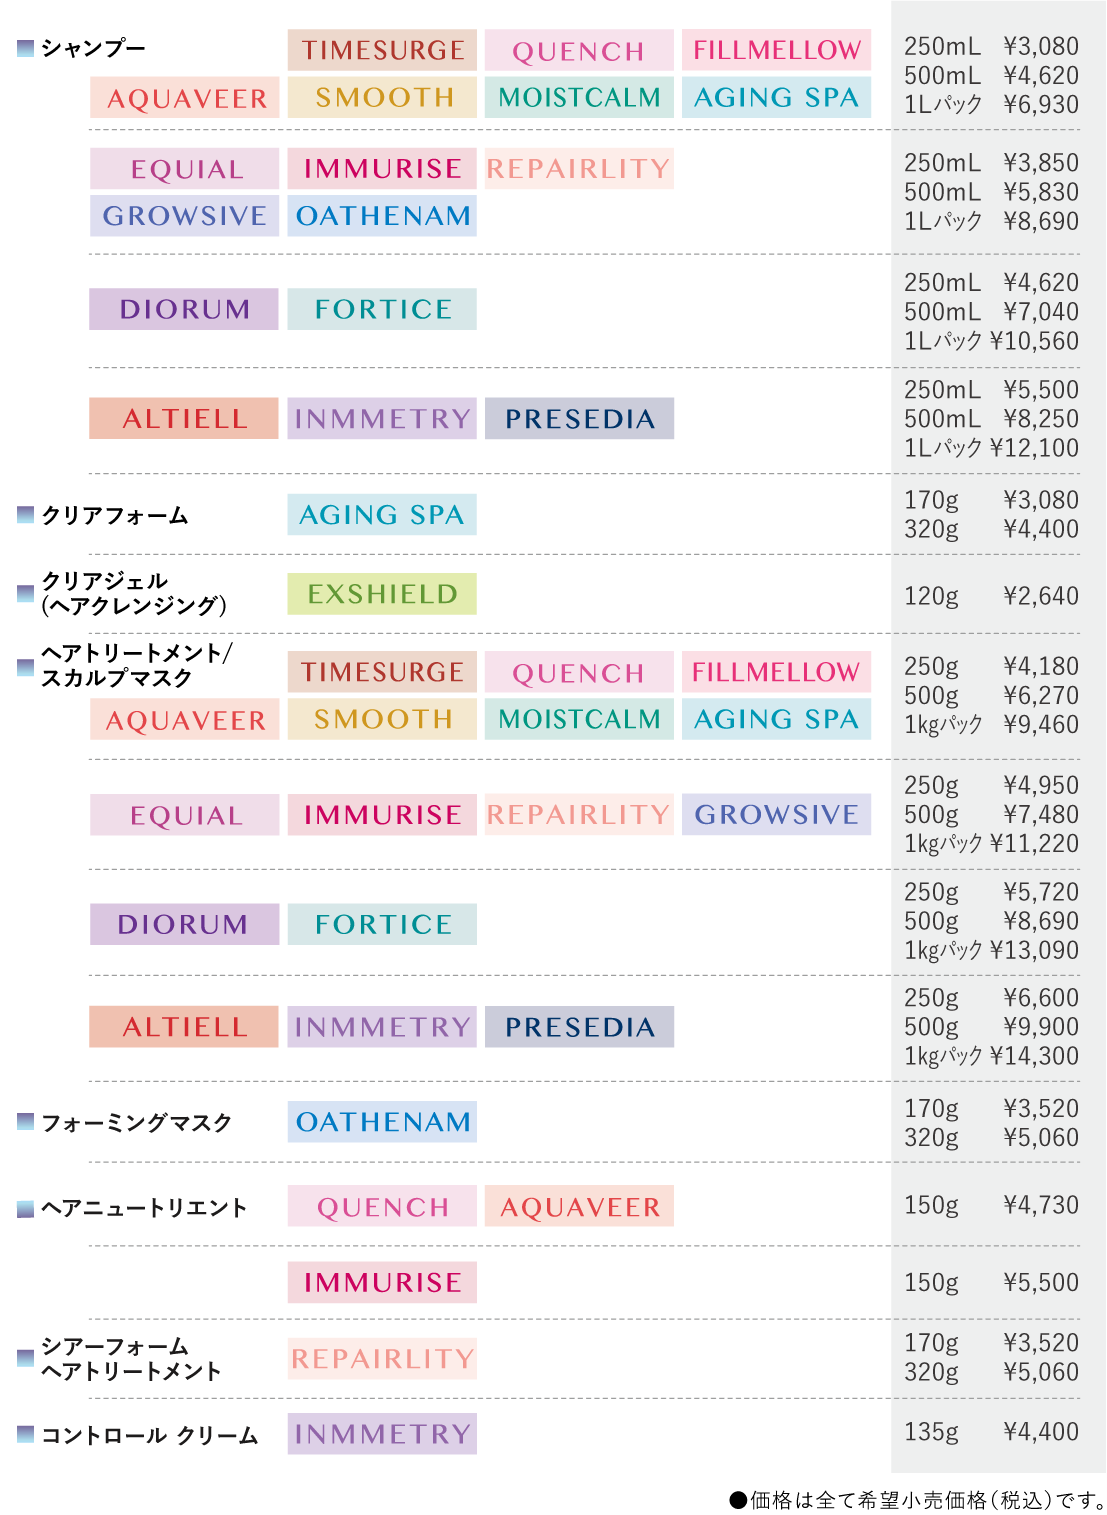 シャンプー TIMESURGE QUENCH FILLMELLOW 250mL ¥3,080
500mL ¥4,620
AQUAVEER SMOOTH MOISTCALM AGING SPA 1Lパック ¥6,930
EQUIAL IMMURISE REPAIRLITY 250mL ¥3,850
500mL ¥5,830
GROWSIVE OATHENAM 1Lパック ¥8,690
250mL ¥4,620
DIORUM FORTICE 500mL ¥7,040
1Lパック ¥10,560
250mL ¥5,500
ALTIELL INMMETRY PRESEDIA 500mL ¥8,250
1Lパック ¥12,100
クリアフォーム AGING SPA 170g ¥3,080
320g ¥4,400
クリアジェル
(ヘアクレンジング) EXSHIELD 120g ¥2,640
ヘアトリートメント/
スカルプマスク TIMESURGE QUENCH FILLMELLOW 250g ¥4,180
500g ¥6,270
AQUAVEER SMOOTH MOISTCALM AGING SPA 1kgパック ¥9,460
250g ¥4,950
EQUIAL IMMURISE REPAIRLITY GROWSIVE 500g ¥7,480
1kgパック ¥11,220
250g ¥5,720
DIORUM FORTICE 500g ¥8,690
1kgパック ¥13,090
250g ¥6,600
ALTIELL INMMETRY PRESEDIA 500g ¥9,900
1kgパック ¥14,300
フォーミングマスク OATHENAM 170g ¥3,520
320g ¥5,060
ヘアニュートリエント QUENCH AQUAVEER 150g ¥4,730
IMMURISE 150g ¥5,500
シアーフォーム
ヘアトリートメント REPAIRLITY 170g ¥3,520
320g ¥5,060
コントロール クリーム INMMETRY 135g ¥4,400
●価格は全て希望小売価格(税込)です。